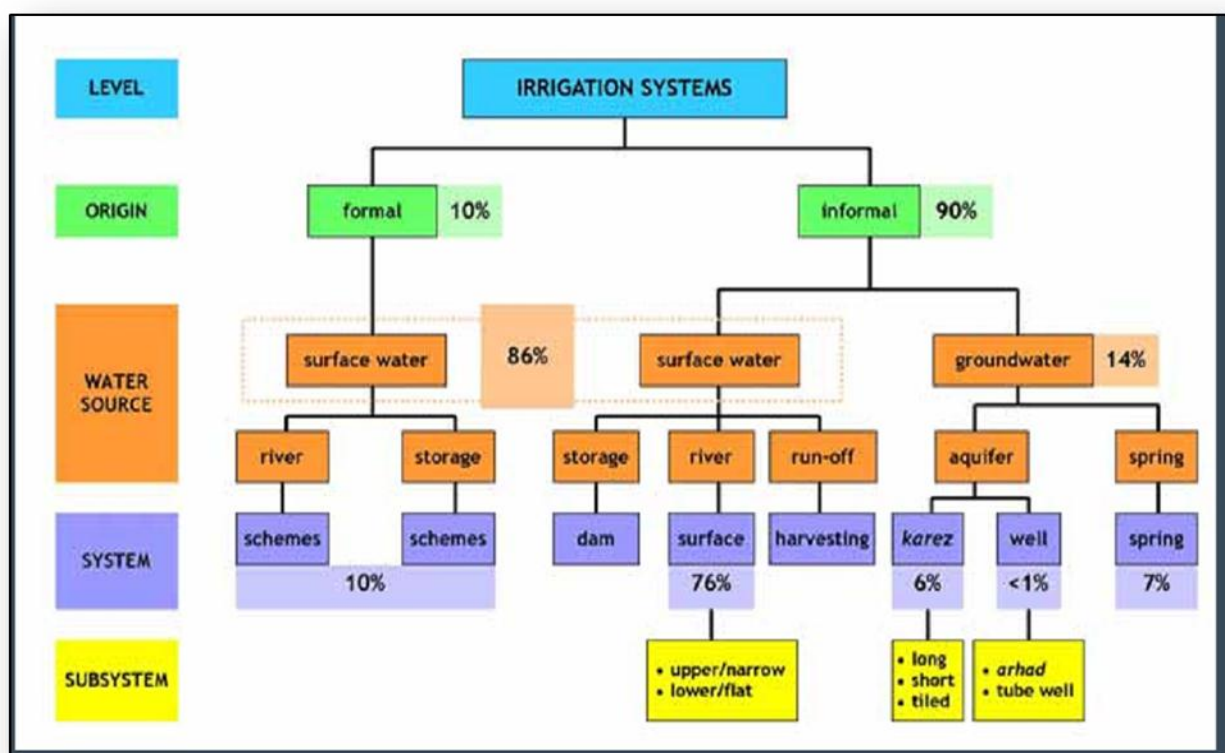 LEVEL
IRRIGATION SYSTEMS
ORIGIN
formal
10%
informal
90%
WATER
SOURCE
surface water
86%
surface water
groundwater
14%
river
storage
storage
river
run-off
aquifer
spring
SYSTEM
schemes
schemes
dam
surface
harvesting
karez
well
spring
10%
76%
6%
<1%
7%
SUBSYSTEM
• upper/narrow
• lower/flat
• long
• short
• tiled
• arhad
• tube well